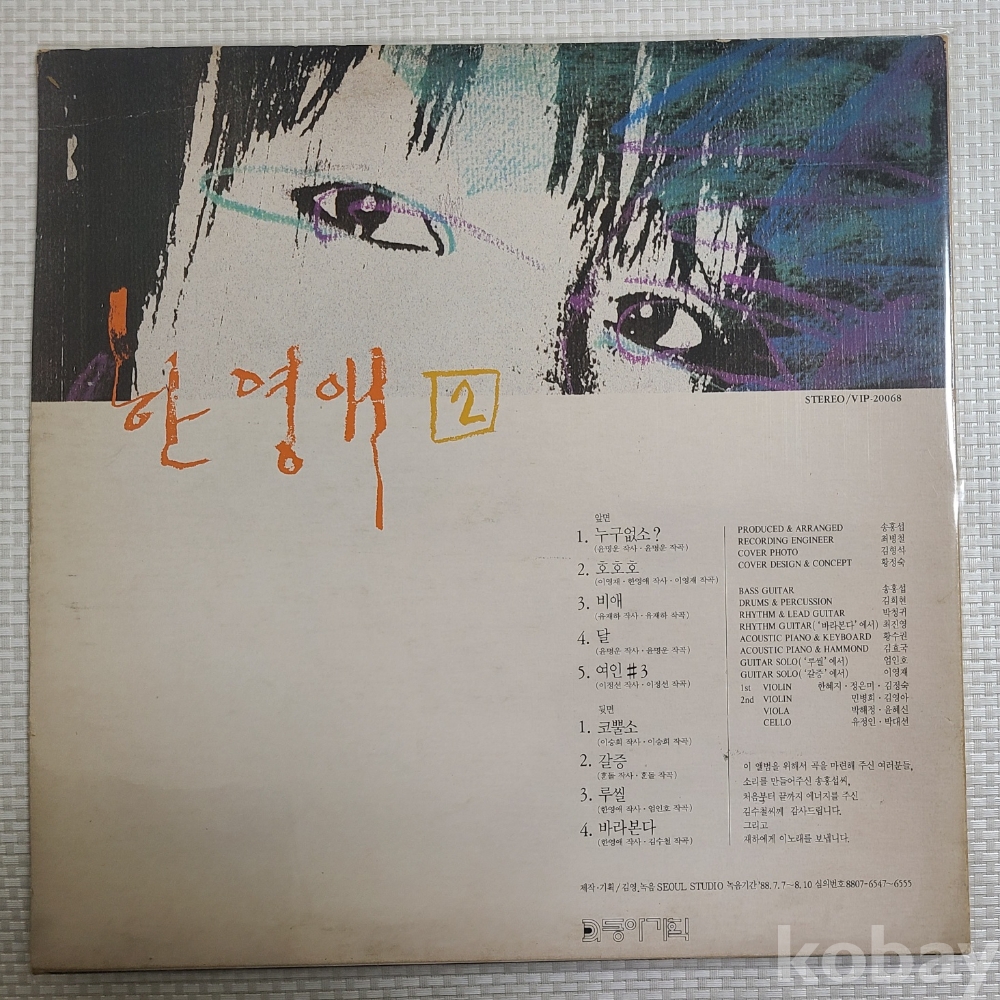 한영애 2
STEREO/VIP-20068
앞면
1. 누구없소?
(윤명운 작사·윤명운 작곡)
2. 호호호
(이영재·한영애 작사·이영재 작곡)
3. 비애
(유재하 작사·유재하 작곡)
4. 달
(윤명운 작사·윤명운 작곡)
5. 여인 #3
(이정선 작사·이정선 작곡)
뒷면
1. 코뿔소
(이승희 작사·이승희 작곡)
2. 갈증
(훈돌 작사·훈돌 작곡)
3. 루씰
(한영애 작사·엄인호 작곡)
4. 바라본다
(한영애 작사·김수철 작곡)
PRODUCED & ARRANGED 송홍섭
RECORDING ENGINEER 최병철
COVER PHOTO 김형석
COVER DESIGN & CONCEPT 황정숙
BASS GUITAR 송홍섭
DRUMS & PERCUSSION 김희현
RHYTHM & LEAD GUITAR 박청귀
RHYTHM GUITAR(‘바라본다’에서) 최진영
ACOUSTIC PIANO & KEYBOARD 황수권
ACOUSTIC PIANO & HAMMOND 김효국
GUITAR SOLO(‘루씰’에서) 엄인호
GUITAR SOLO(‘갈증’에서) 이영재
1st VIOLIN 한혜지·정은미·김정숙
2nd VIOLIN 민병희·김영아
VIOLA 박해정·윤혜신
CELLO 유정인·박대선
이 앨범을 위해서 곡을 마련해 주신 여러분들,
소리를 만들어주신 송홍섭씨,
처음부터 끝까지 에너지를 주신
김수철씨께 감사드립니다.
그리고
재하에게 이노래를 보냅니다.
제작·기획/김영, 녹음 SEOUL STUDIO 녹음기간 '88.7.7~8.10 심의번호 8807-6547~6555
동아기획
kobay